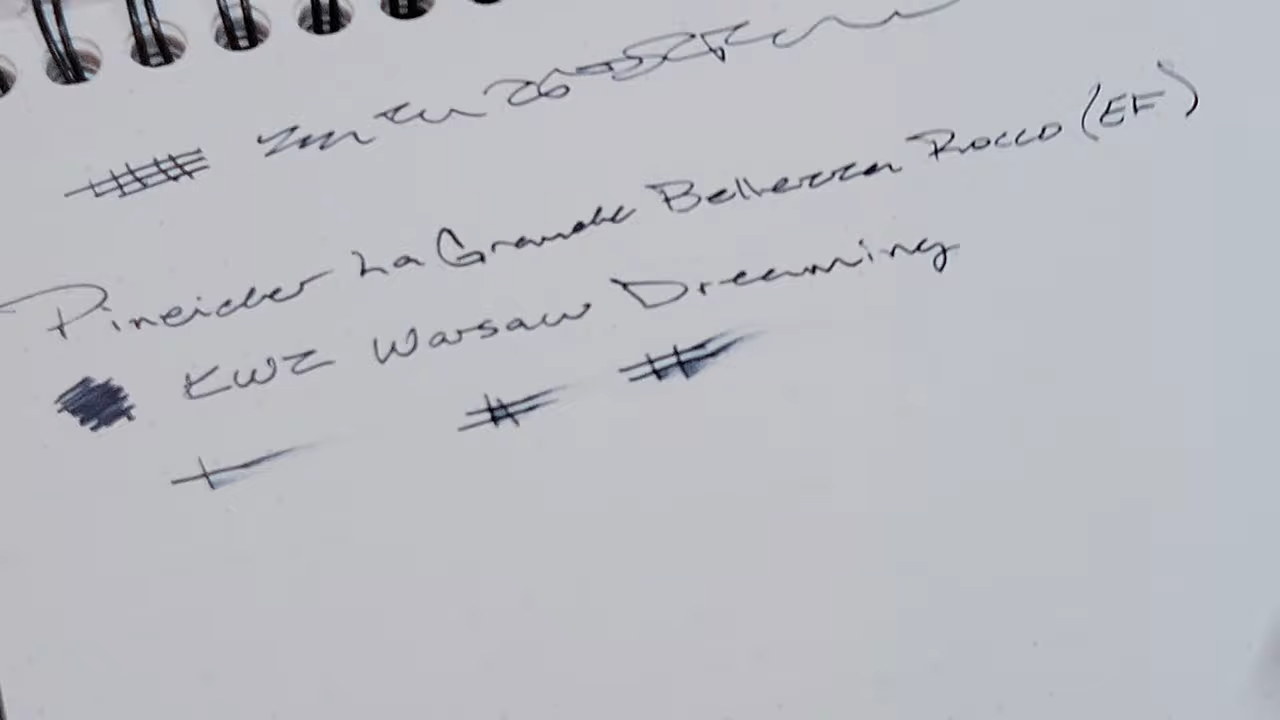 Pineider La Grande Bellezza Rocco (EF)
KWZ Warsaw Dreaming